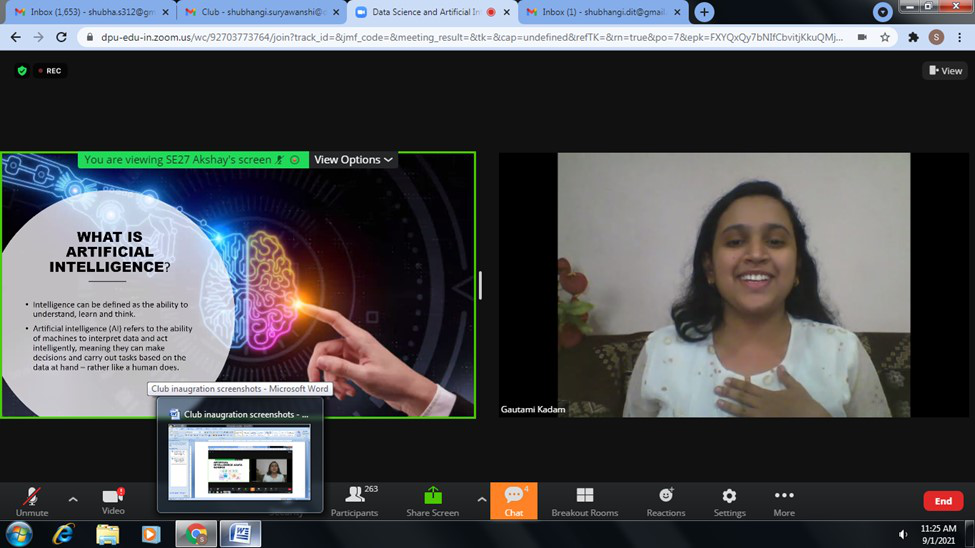 Inbox (1,653) - shubha.s312@gm
Club - shubhangi.suryawanshi@
Data Science and Artificial In
Inbox (1) - shubhangi.dit@gmail
dpu-edu-in.zoom.us/wc/92703773764/join?track_id=&jmf_code=&meeting_result=&tk=&cap=undefined&refTK=&rn=true&po=7&epk=
S
REC
View
You are viewing SE27 Akshay's screen
View Options
WHAT IS
ARTIFICIAL
INTELLIGENCE?
• Intelligence can be defined as the ability to
understand, learn and think.
• Artificial intelligence (AI) refers to the ability
of machines to interpret data and act
intelligently, meaning they can make
decisions and carry out tasks based on the
data at hand – rather like a human does.
Gautami Kadam
Club inaugration screenshots - Microsoft Word
Club inaugration screenshots - ...
Unmute
Video
263
Participants
Share Screen
4
Chat
Breakout Rooms
Reactions
Settings
More
End
11:25 AM
9/1/2021